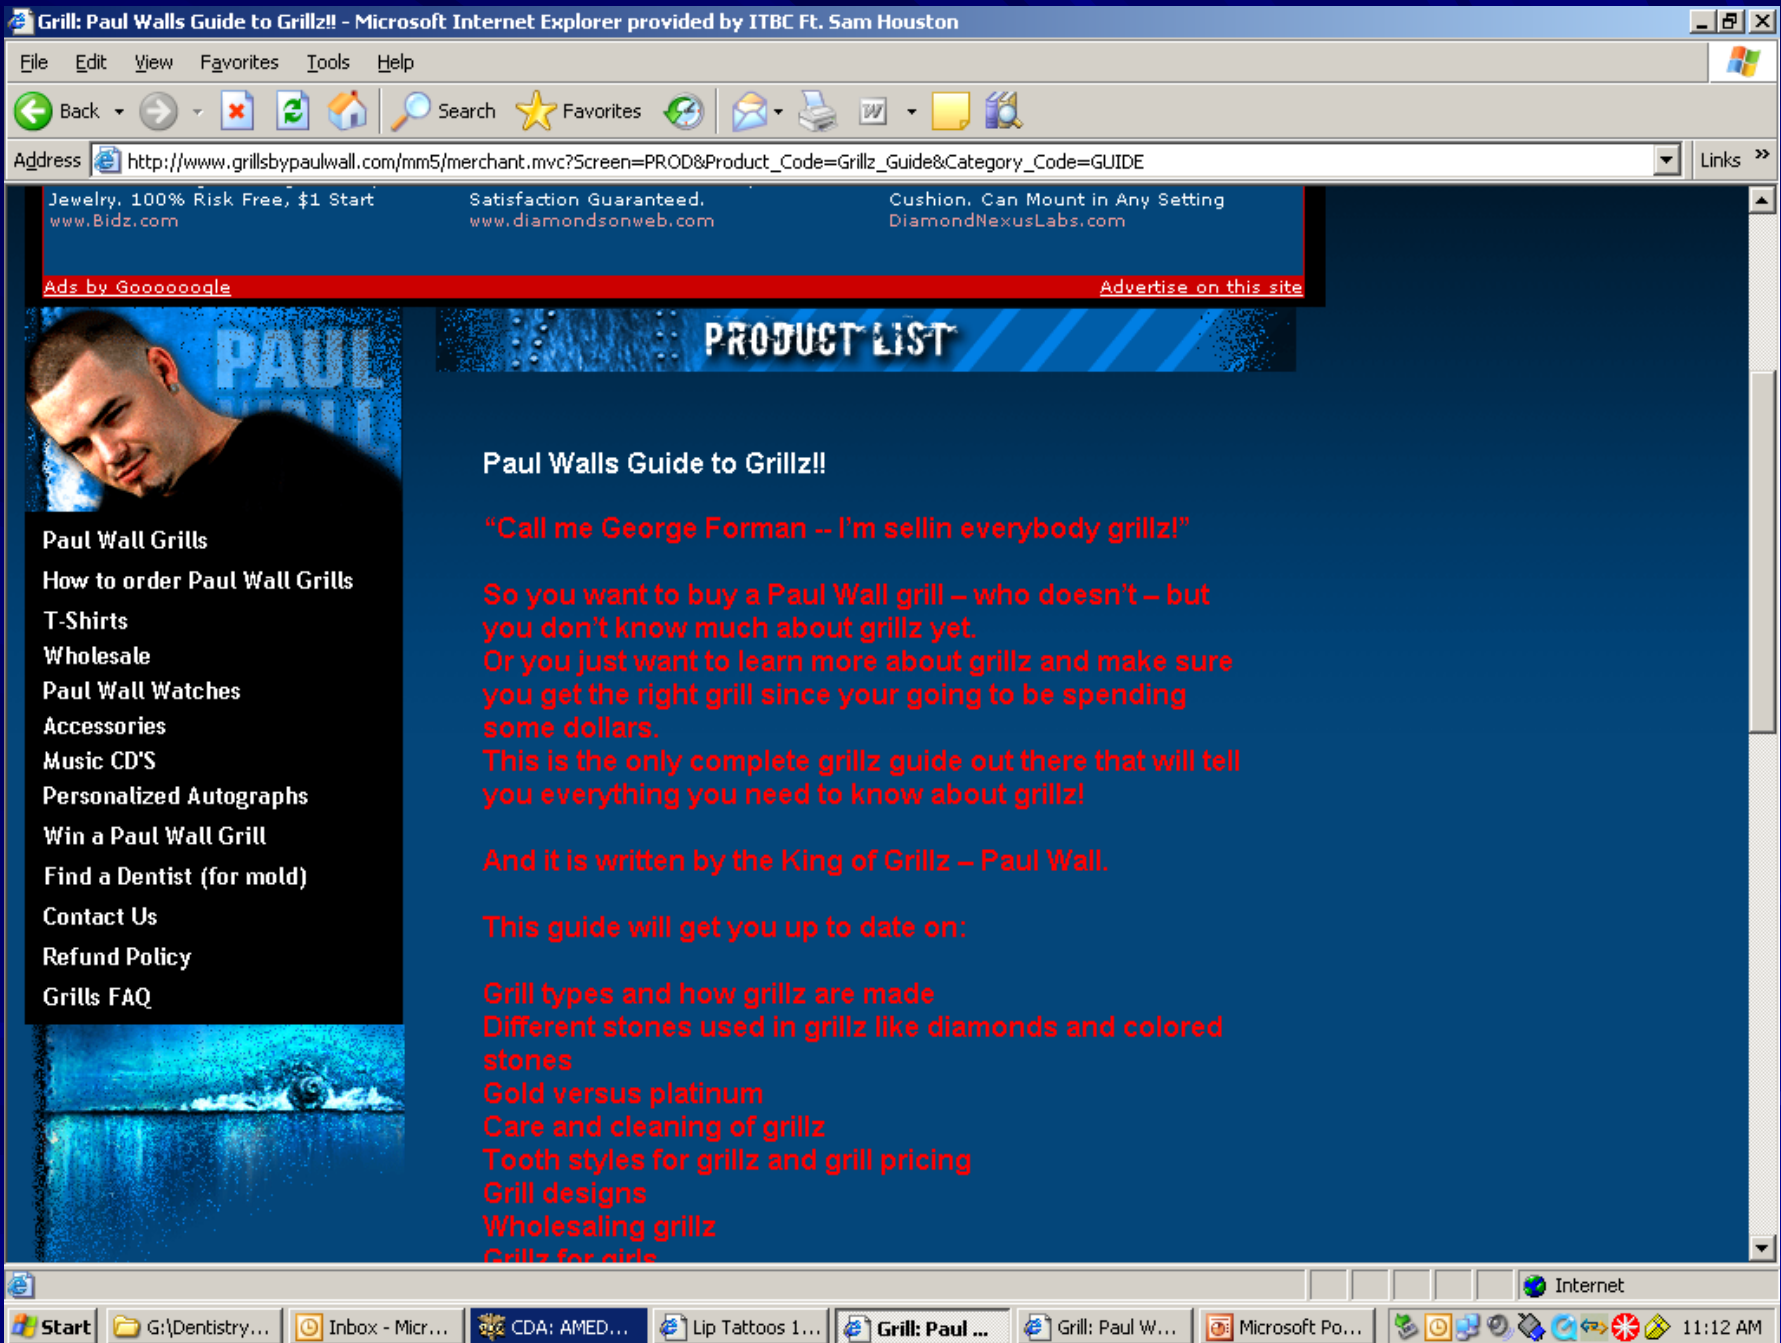 Grill: Paul Walls Guide to Grillz!! - Microsoft Internet Explorer provided by ITBC Ft. Sam Houston
File Edit View Favorites Tools Help
Back Search Favorites
Address http://www.grillsbypaulwall.com/mm5/merchant.mvc?Screen=PROD&Product_Code=Grillz_Guide&Category_Code=GUIDE Links »
Jewelry. 100% Risk Free, $1 Start
www.Bidz.com
Satisfaction Guaranteed.
www.diamondsonweb.com
Cushion. Can Mount in Any Setting
DiamondNexusLabs.com
Ads by Goooooogle
Advertise on this site
PAUL
WALL
Paul Wall Grills
How to order Paul Wall Grills
T-Shirts
Wholesale
Paul Wall Watches
Accessories
Music CD'S
Personalized Autographs
Win a Paul Wall Grill
Find a Dentist (for mold)
Contact Us
Refund Policy
Grills FAQ
PRODUCT LIST
Paul Walls Guide to Grillz!!
“Call me George Forman -- I’m sellin everybody grillz!”
So you want to buy a Paul Wall grill – who doesn’t – but
you don’t know much about grillz yet.
Or you just want to learn more about grillz and make sure
you get the right grill since your going to be spending
some dollars.
This is the only complete grillz guide out there that will tell
you everything you need to know about grillz!
And it is written by the King of Grillz – Paul Wall.
This guide will get you up to date on:
Grill types and how grillz are made
Different stones used in grillz like diamonds and colored
stones
Gold versus platinum
Care and cleaning of grillz
Tooth styles for grillz and grill pricing
Grill designs
Wholesaling grillz
Grillz for girls
Internet
Start G:\Dentistry... Inbox - Micr... CDA: AMED... Lip Tattoos 1... Grill: Paul ... Grill: Paul W... Microsoft Po... 11:12 AM